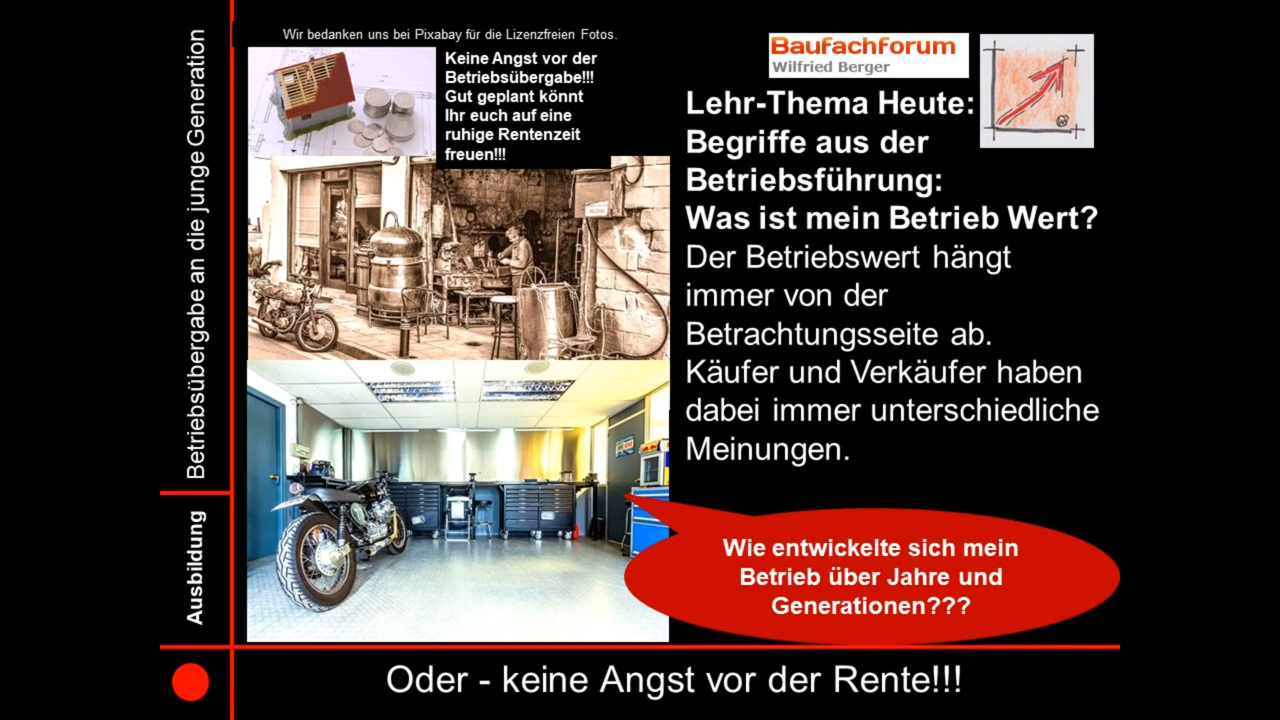 Wir bedanken uns bei Pixabay für die Lizenzfreien Fotos.
Keine Angst vor der
Betriebsübergabe!!!
Gut geplant könnt
Ihr euch auf eine
ruhige Rentenzeit
freuen!!!
Baufachforum
Wilfried Berger
Lehr-Thema Heute:
Begriffe aus der
Betriebsführung:
Was ist mein Betrieb Wert?
Der Betriebswert hängt
immer von der
Betrachtungsseite ab.
Käufer und Verkäufer haben
dabei immer unterschiedliche
Meinungen.
Wie entwickelte sich mein
Betrieb über Jahre und
Generationen???
Betriebsübergabe an die junge Generation
Ausbildung
Oder - keine Angst vor der Rente!!!